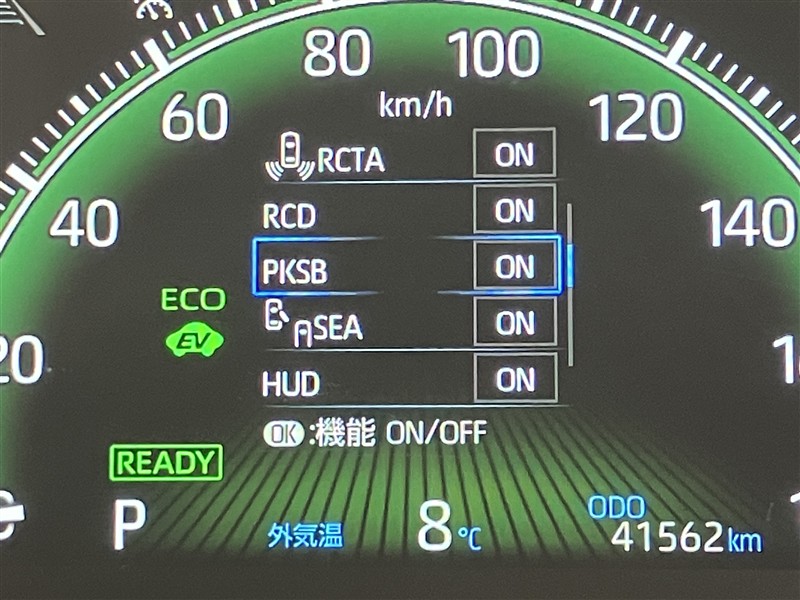 80 100
km/h
60 120
RCTA ON
RCD ON
40 140
PKSB ON
ECO
EV
SEA ON
20
HUD ON
OK:機能 ON/OFF
READY
P
外気温 8℃
ODO
41562km